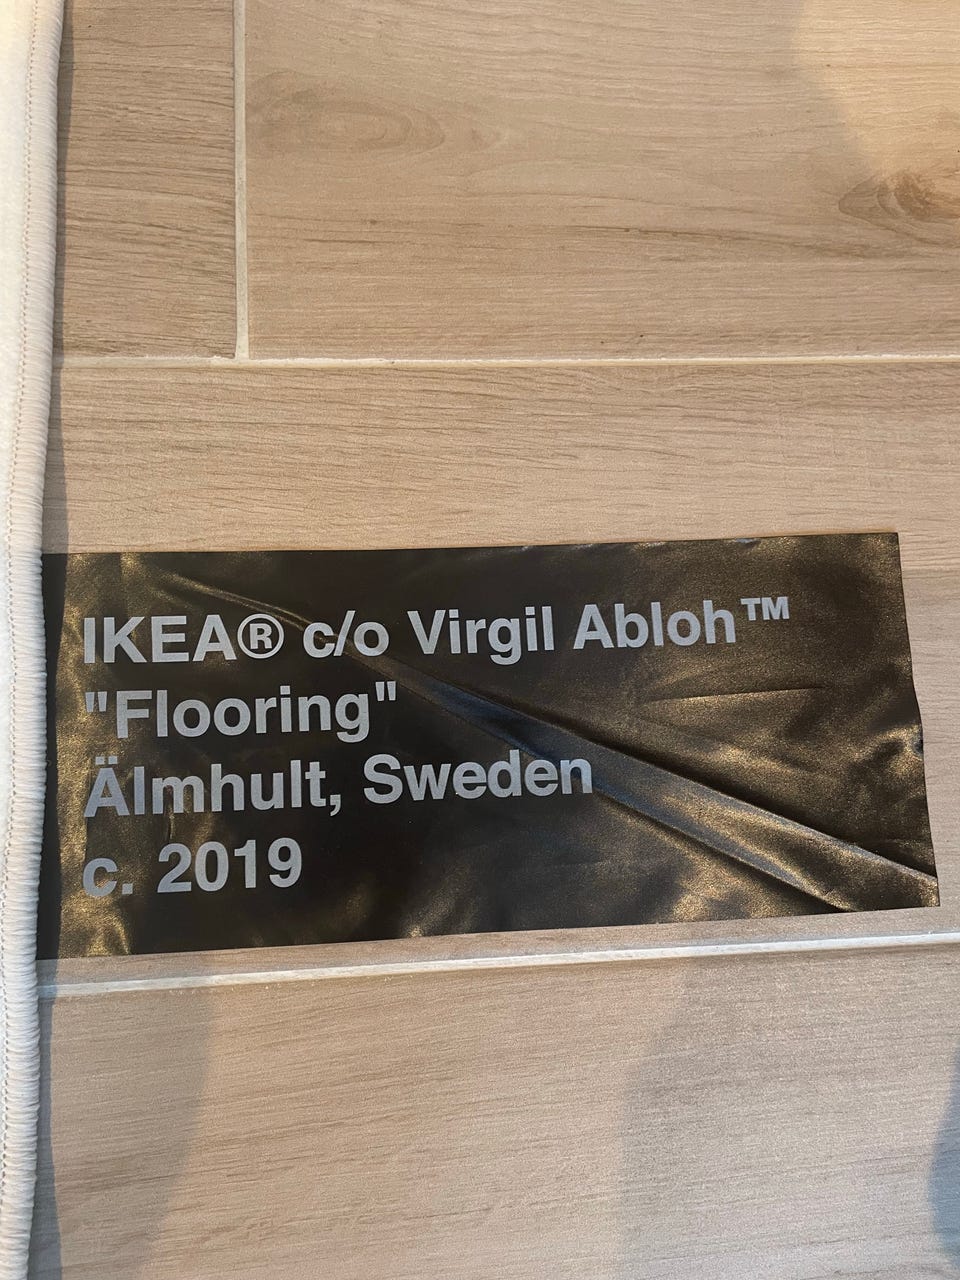 IKEA® c/o Virgil Abloh™
"Flooring"
Älmhult, Sweden
c. 2019